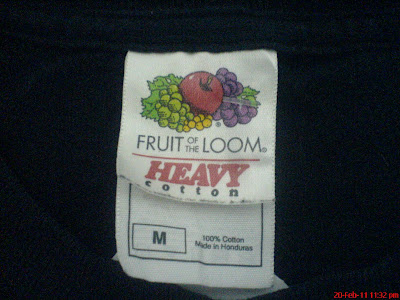 FRUIT OF THE LOOM®
HEAVY
cotton
M
100% Cotton
Made in Honduras
20-feb-11 11:32 pm